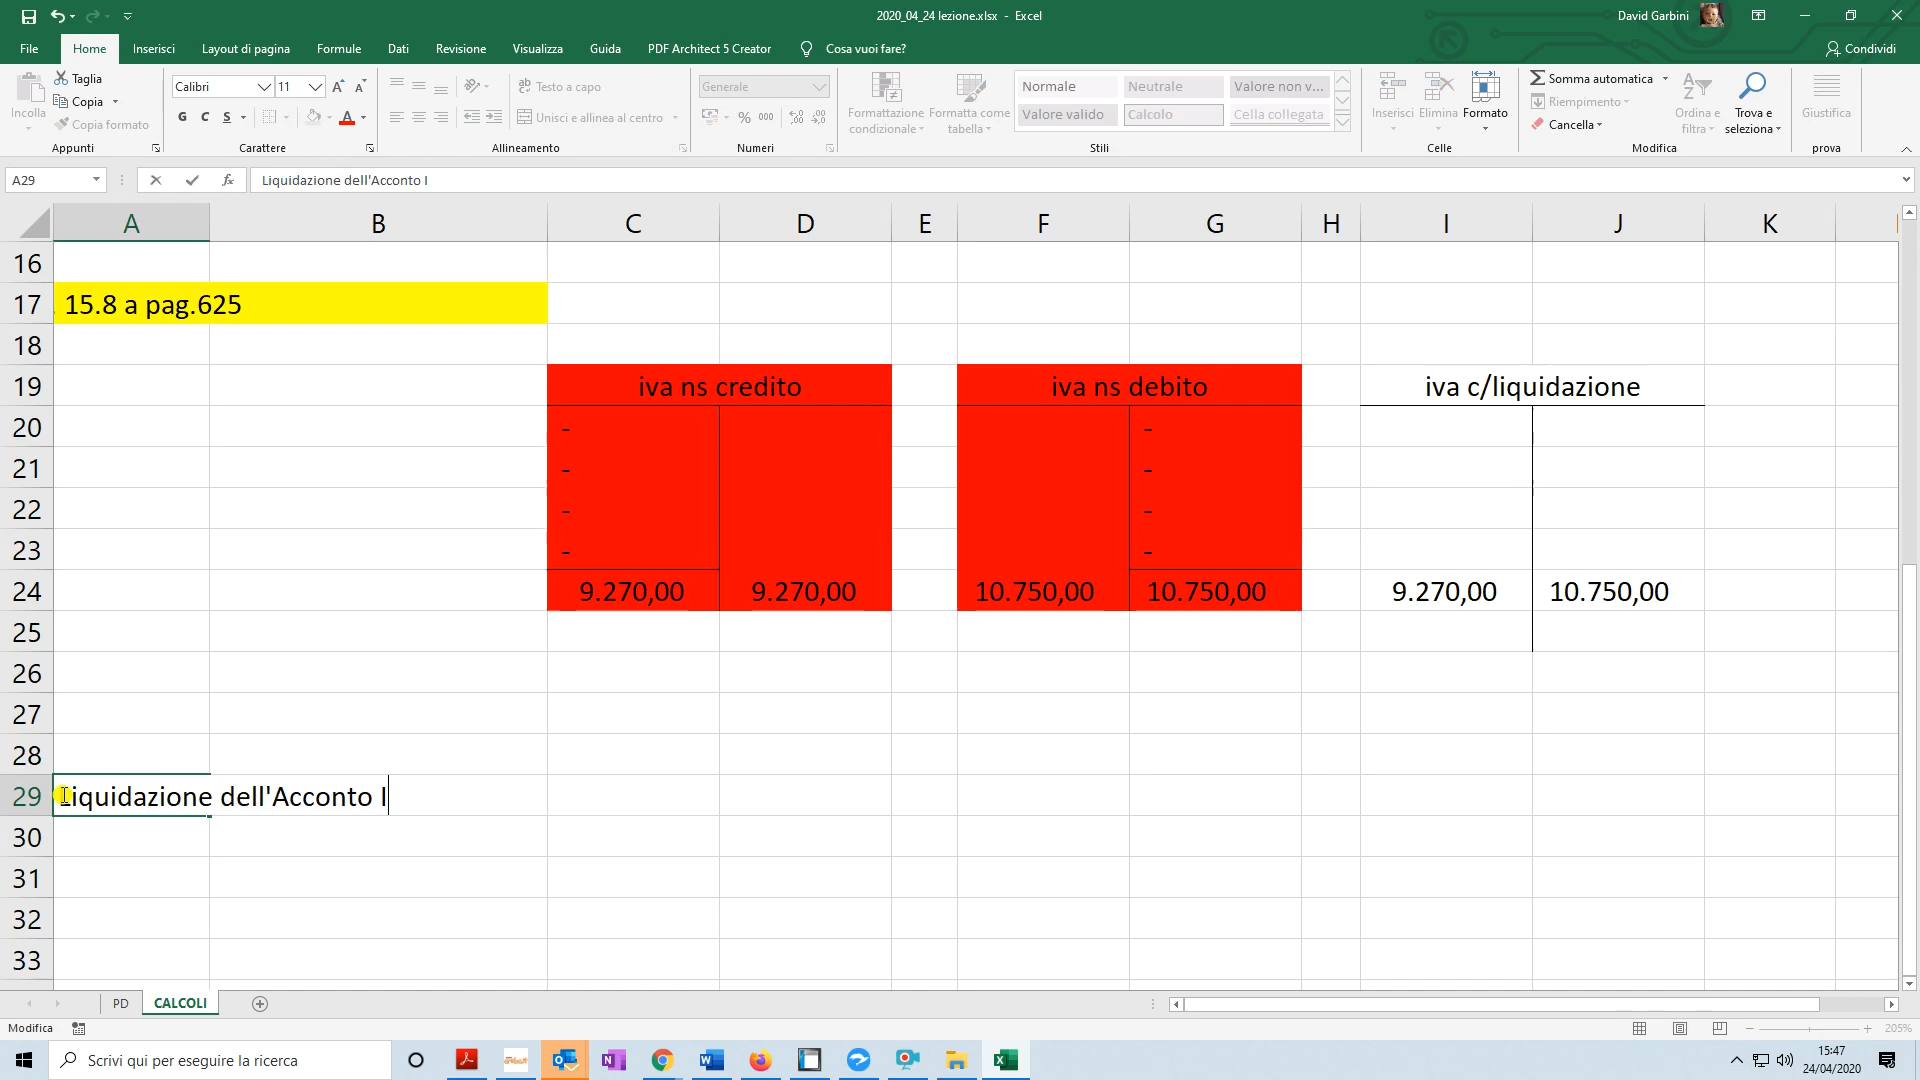 2020_04_24 lezione.xlsx - Excel
David Garbini
File Home Inserisci Layout di pagina Formule Dati Revisione Visualizza Guida PDF Architect 5 Creator Cosa vuoi fare? Condividi
Incolla
Taglia
Copia
Copia formato
Appunti
Calibri 11
G C S
Carattere
Testo a capo
Unisci e allinea al centro
Allineamento
Generale
% 000
Numeri
Formattazione condizionale
Formatta come tabella
Normale Neutrale Valore non v...
Valore valido Calcolo Cella collegata
Stili
Inserisci Elimina Formato
Celle
Somma automatica
Riempimento
Cancella
Ordina e filtra
Trova e seleziona
Modifica
Giustifica
prova
A29 fx Liquidazione dell'Acconto I
A B C D E F G H I J K
16
17 15.8 a pag.625
18
19 iva ns credito iva ns debito iva c/liquidazione
20 - -
21 - -
22 - -
23 - -
24 9.270,00 9.270,00 10.750,00 10.750,00 9.270,00 10.750,00
25
26
27
28
29 Liquidazione dell'Acconto I
30
31
32
33
PD CALCOLI
Modifica 205%
Scrivi qui per eseguire la ricerca
15:47
24/04/2020